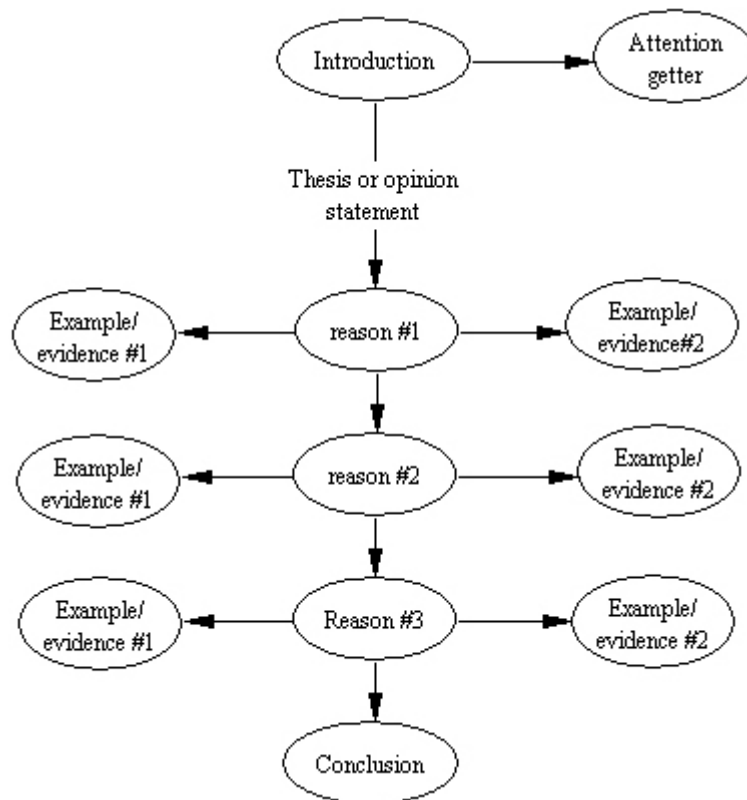 Introduction
Attention
getter
Thesis or opinion
statement
Example/
evidence #1
reason #1
Example/
evidence#2
Example/
evidence #1
reason #2
Example/
evidence #2
Example/
evidence #1
Reason #3
Example/
evidence #2
Conclusion